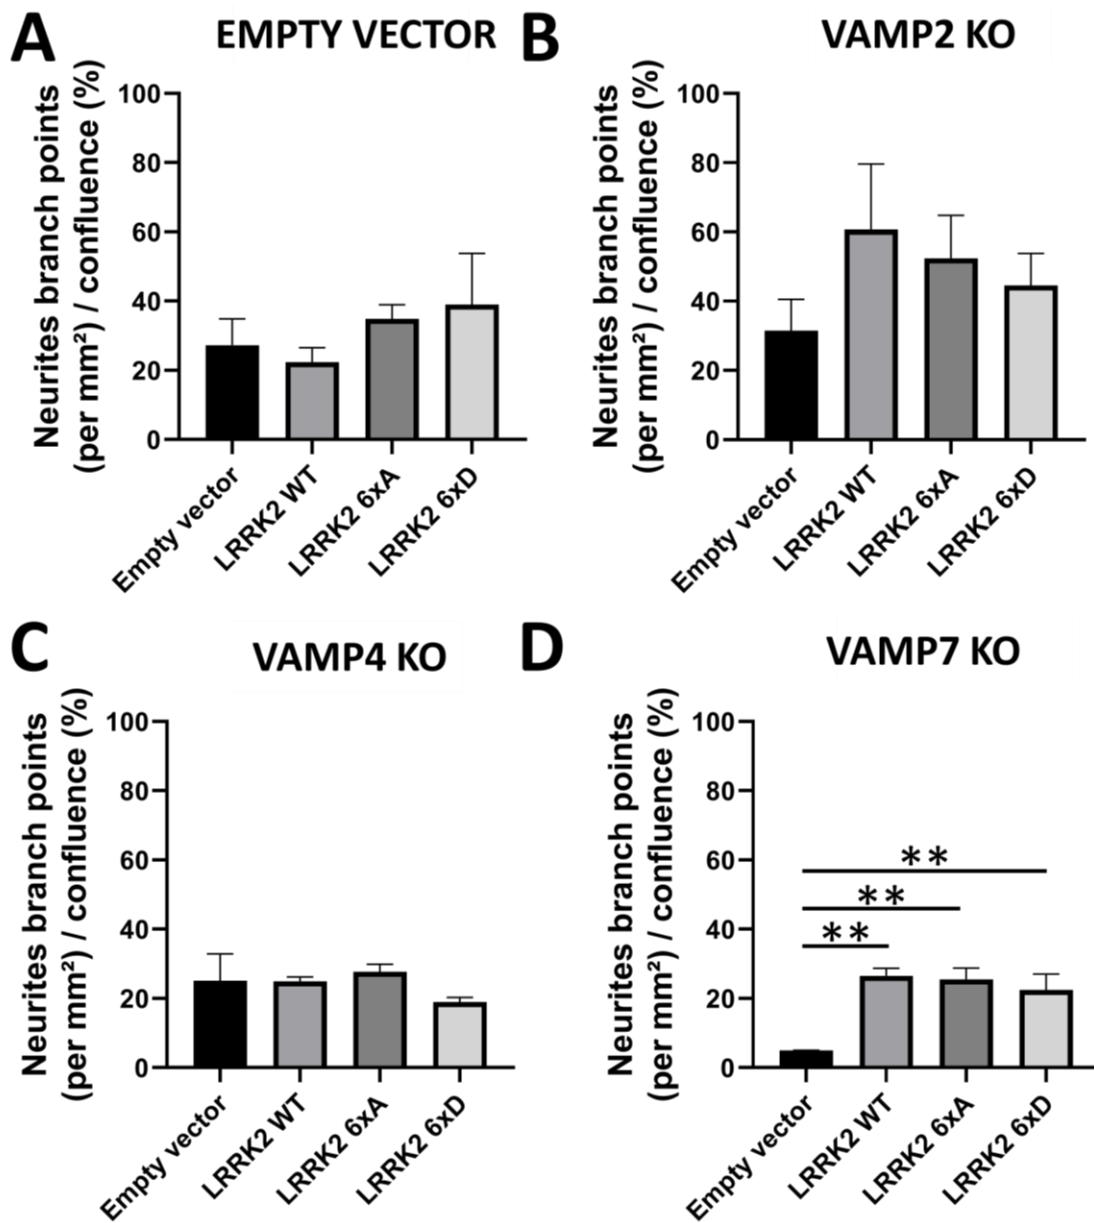 A
EMPTY VECTOR
Neurites branch points
(per mm²) / confluence (%)
100
80
60
40
20
0
Empty vector
LRRK2 WT
LRRK2 6xA
LRRK2 6xD
B
VAMP2 KO
Neurites branch points
(per mm²) / confluence (%)
100
80
60
40
20
0
Empty vector
LRRK2 WT
LRRK2 6xA
LRRK2 6xD
C
VAMP4 KO
Neurites branch points
(per mm²) / confluence (%)
100
80
60
40
20
0
Empty vector
LRRK2 WT
LRRK2 6xA
LRRK2 6xD
D
VAMP7 KO
Neurites branch points
(per mm²) / confluence (%)
100
80
60
40
20
0
**
**
**
Empty vector
LRRK2 WT
LRRK2 6xA
LRRK2 6xD